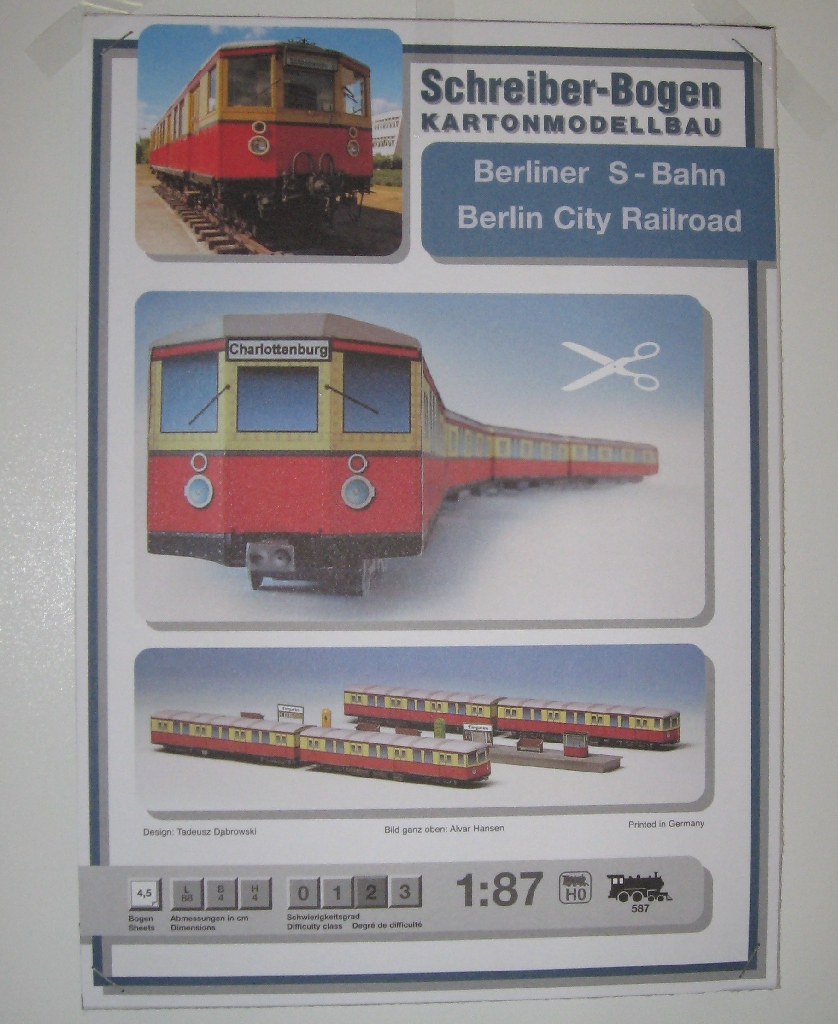 Schreiber-Bogen
KARTONMODELLBAU
Berliner S-Bahn
Berlin City Railroad
Charlottenburg
Design: Tadeusz Dąbrowski
Bild ganz oben: Alvar Hansen
Printed in Germany
4,5
L 88
B 4
H 4
0 1 2 3
1:87
H0
587
Bogen
Sheets
Abmessungen in cm
Dimensions
Schwierigkeitsgrad
Difficulty class Degré de difficulté